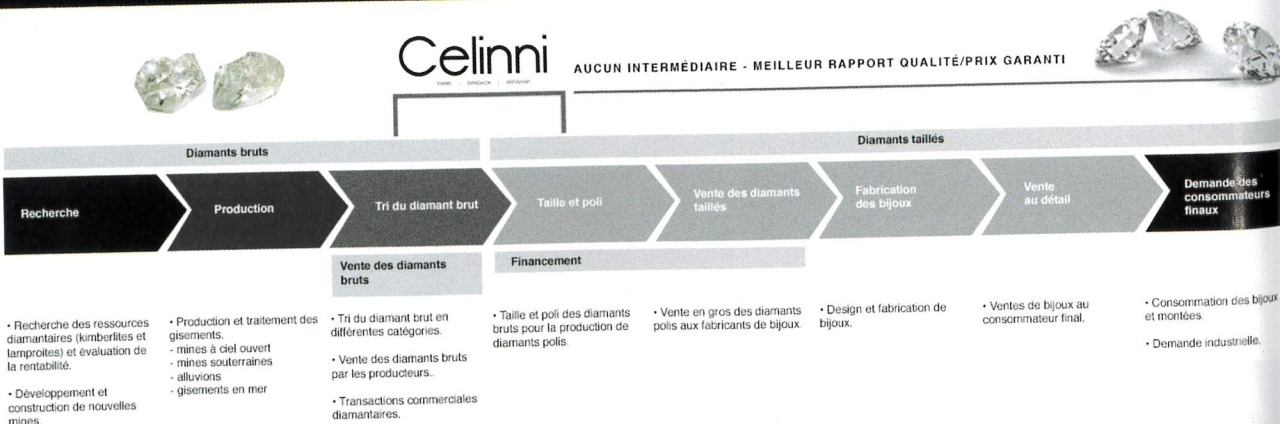 Celinni
PARIS | BANGKOK | ANTWERP
AUCUN INTERMÉDIAIRE - MEILLEUR RAPPORT QUALITÉ/PRIX GARANTI
Diamants bruts
Diamants taillés
Recherche
Production
Tri du diamant brut
Taille et poli
Vente des diamants
taillés
Fabrication
des bijoux
Vente
au détail
Demande des
consommateurs
finaux
Vente des diamants
bruts
Financement
• Recherche des ressources
diamantaires (kimberlites et
lamproites) et évaluation de
la rentabilité.
• Développement et
construction de nouvelles
mines.
• Production et traitement des
gisements.
- mines à ciel ouvert
- mines souterraines
- alluvions
- gisements en mer
• Tri du diamant brut en
différentes catégories.
• Vente des diamants bruts
par les producteurs..
• Transactions commerciales
diamantaires.
• Taille et poli des diamants
bruts pour la production de
diamants polis.
• Vente en gros des diamants
polis aux fabricants de bijoux.
• Design et fabrication de
bijoux.
• Ventes de bijoux au
consommateur final.
• Consommation des bijoux
et montées.
• Demande industrielle.